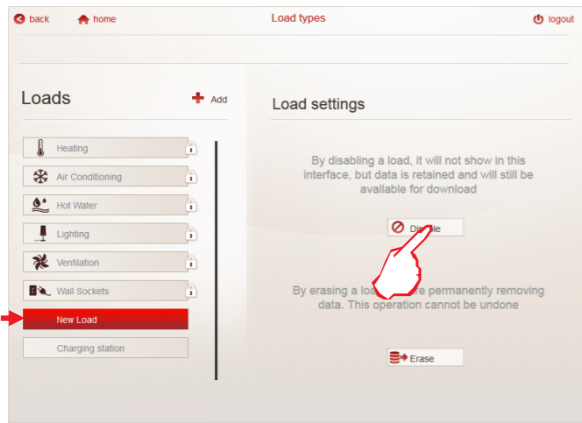 back
home
Load types
logout
Loads
Add
Load settings
Heating
Air Conditioning
Hot Water
Lighting
Ventilation
Wall Sockets
New Load
Charging station
By disabling a load, it will not show in this
interface, but data is retained and will still be
available for download
By erasing a permanently removing
data. This operation cannot be undone
Erase